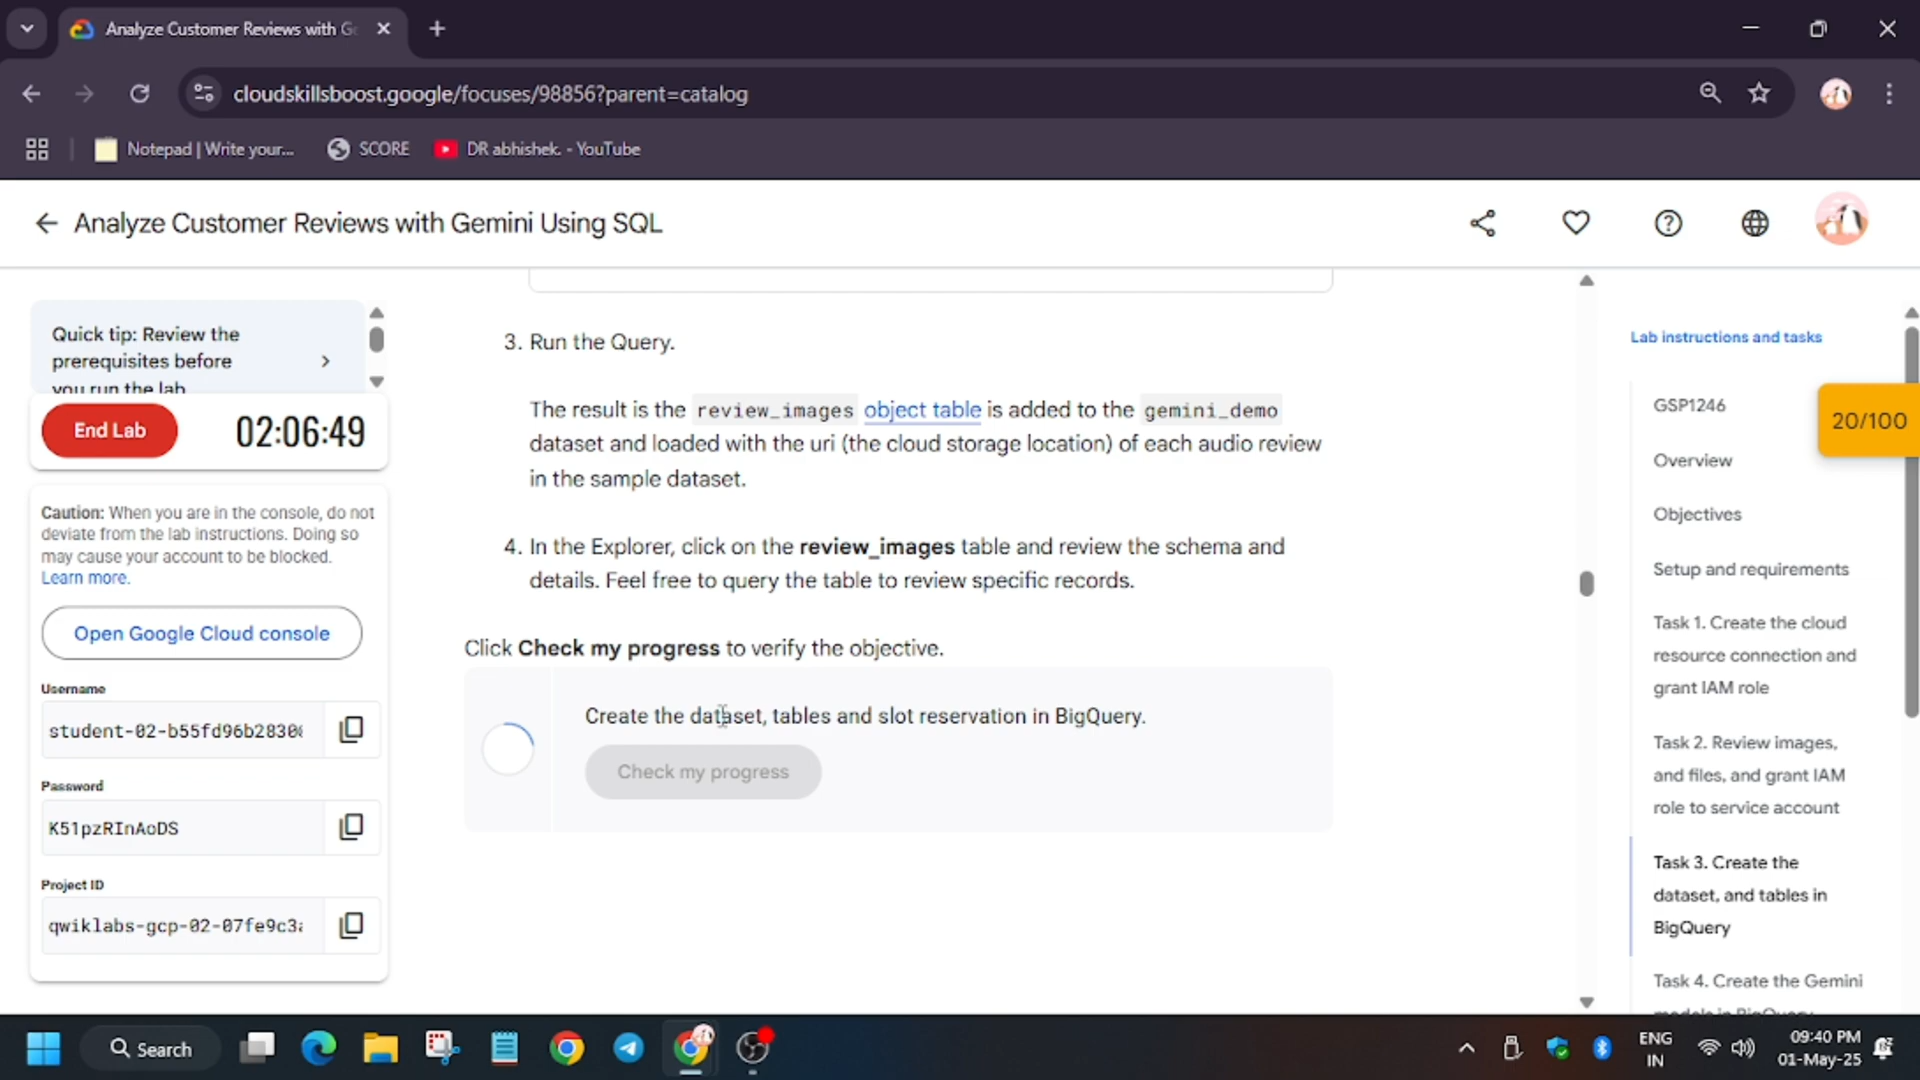 Analyze Customer Reviews with Ge
cloudskillsboost.google/focuses/98856?parent=catalog
Notepad | Write your...
SCORE
DR abhishek. - YouTube
Analyze Customer Reviews with Gemini Using SQL
Quick tip: Review the
prerequisites before
you run the lab
End Lab
02:06:49
Caution: When you are in the console, do not
deviate from the lab instructions. Doing so
may cause your account to be blocked.
Learn more.
Open Google Cloud console
Username
student-02-b55fd96b2830
Password
K51pzRInAoDS
Project ID
qwiklabs-gcp-02-07fe9c3a
3. Run the Query.
The result is the review_images object table is added to the gemini_demo
dataset and loaded with the uri (the cloud storage location) of each audio review
in the sample dataset.
4. In the Explorer, click on the review_images table and review the schema and
details. Feel free to query the table to review specific records.
Click Check my progress to verify the objective.
Create the dataset, tables and slot reservation in BigQuery.
Check my progress
Lab instructions and tasks
GSP1246
20/100
Overview
Objectives
Setup and requirements
Task 1. Create the cloud
resource connection and
grant IAM role
Task 2. Review images,
and files, and grant IAM
role to service account
Task 3. Create the
dataset, and tables in
BigQuery
Task 4. Create the Gemini
models in BigQuery
Search
ENG
IN
09:40 PM
01-May-25